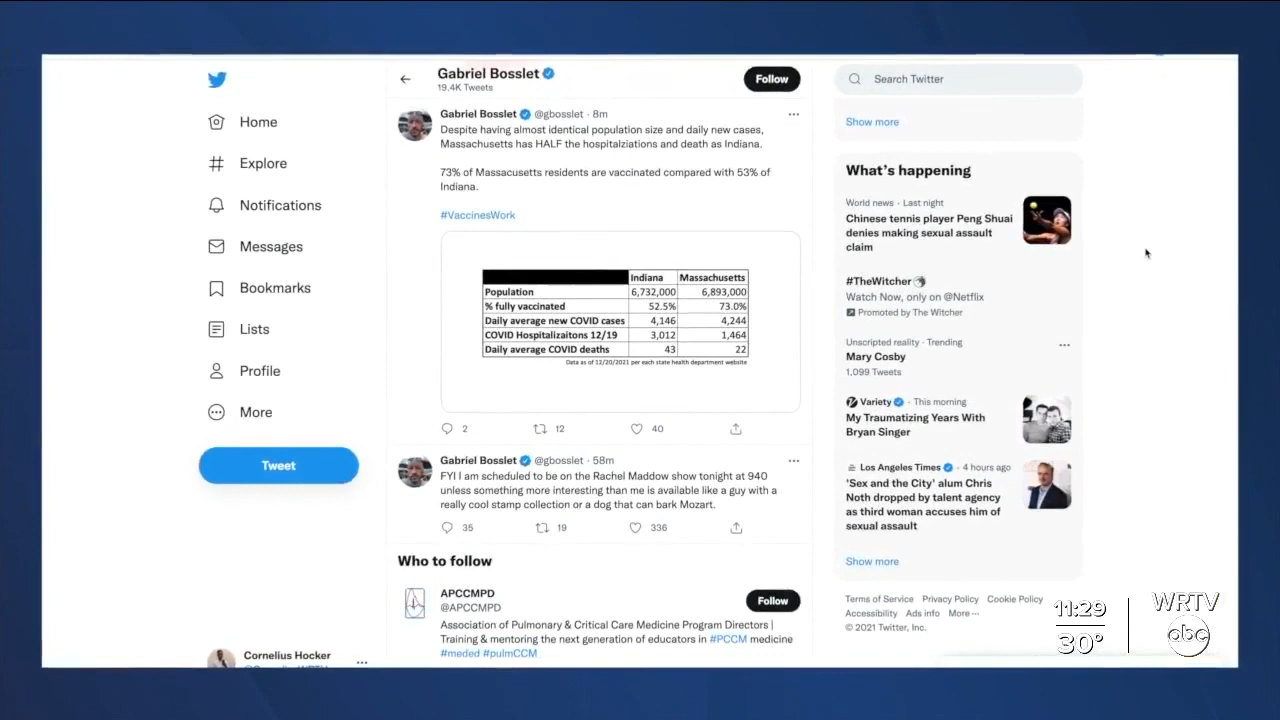 Home
Explore
Notifications
Messages
Bookmarks
Lists
Profile
More
Tweet
Cornelius Hocker
Gabriel Bosslet
19.4K Tweets
Follow
Gabriel Bosslet @gbosslet · 8m
Despite having almost identical population size and daily new cases,
Massachusetts has HALF the hospitalziations and death as Indiana.
73% of Massacusetts residents are vaccinated compared with 53% of
Indiana.
#VaccinesWork
Indiana Massachusetts
Population 6,732,000 6,893,000
% fully vaccinated 52.5% 73.0%
Daily average new COVID cases 4,146 4,244
COVID Hospitalizaitons 12/19 3,012 1,464
Daily average COVID deaths 43 22
Data as of 12/20/2021 per each state health department website
2 12 40
Gabriel Bosslet @gbosslet · 58m
FYI I am scheduled to be on the Rachel Maddow show tonight at 940
unless something more interesting than me is available like a guy with a
really cool stamp collection or a dog that can bark Mozart.
35 19 336
Who to follow
APCCMPD
@APCCMPD
Follow
Association of Pulmonary & Critical Care Medicine Program Directors |
Training & mentoring the next generation of educators in #PCCM medicine
#meded #pulmCCM
Search Twitter
Show more
What's happening
World news · Last night
Chinese tennis player Peng Shuai
denies making sexual assault
claim
#TheWitcher
Watch Now, only on @Netflix
Promoted by The Witcher
Unscripted reality · Trending
Mary Cosby
1,099 Tweets
Variety · This morning
My Traumatizing Years With
Bryan Singer
Los Angeles Times · 4 hours ago
'Sex and the City' alum Chris
Noth dropped by talent agency
as third woman accuses him of
sexual assault
Show more
Terms of Service Privacy Policy Cookie Policy
Accessibility Ads info More ···
© 2021 Twitter, Inc.
11:29
30°
WRTV
abc